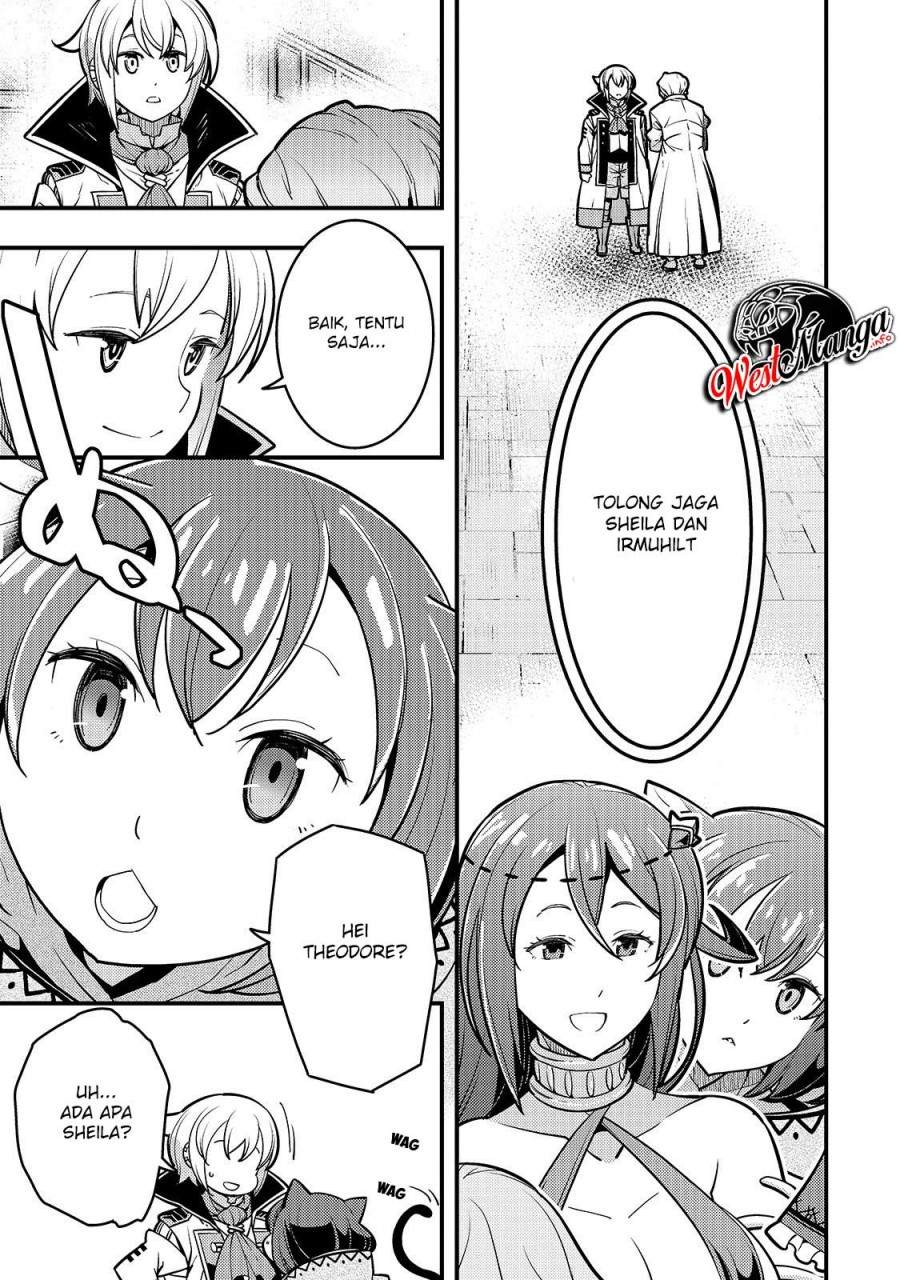 WestManga
.info
TOLONG JAGA
SHEILA DAN
IRMUHILT
BAIK, TENTU
SAJA...
HEI
THEODORE?
UH...
ADA APA
SHEILA?
WAG
WAG